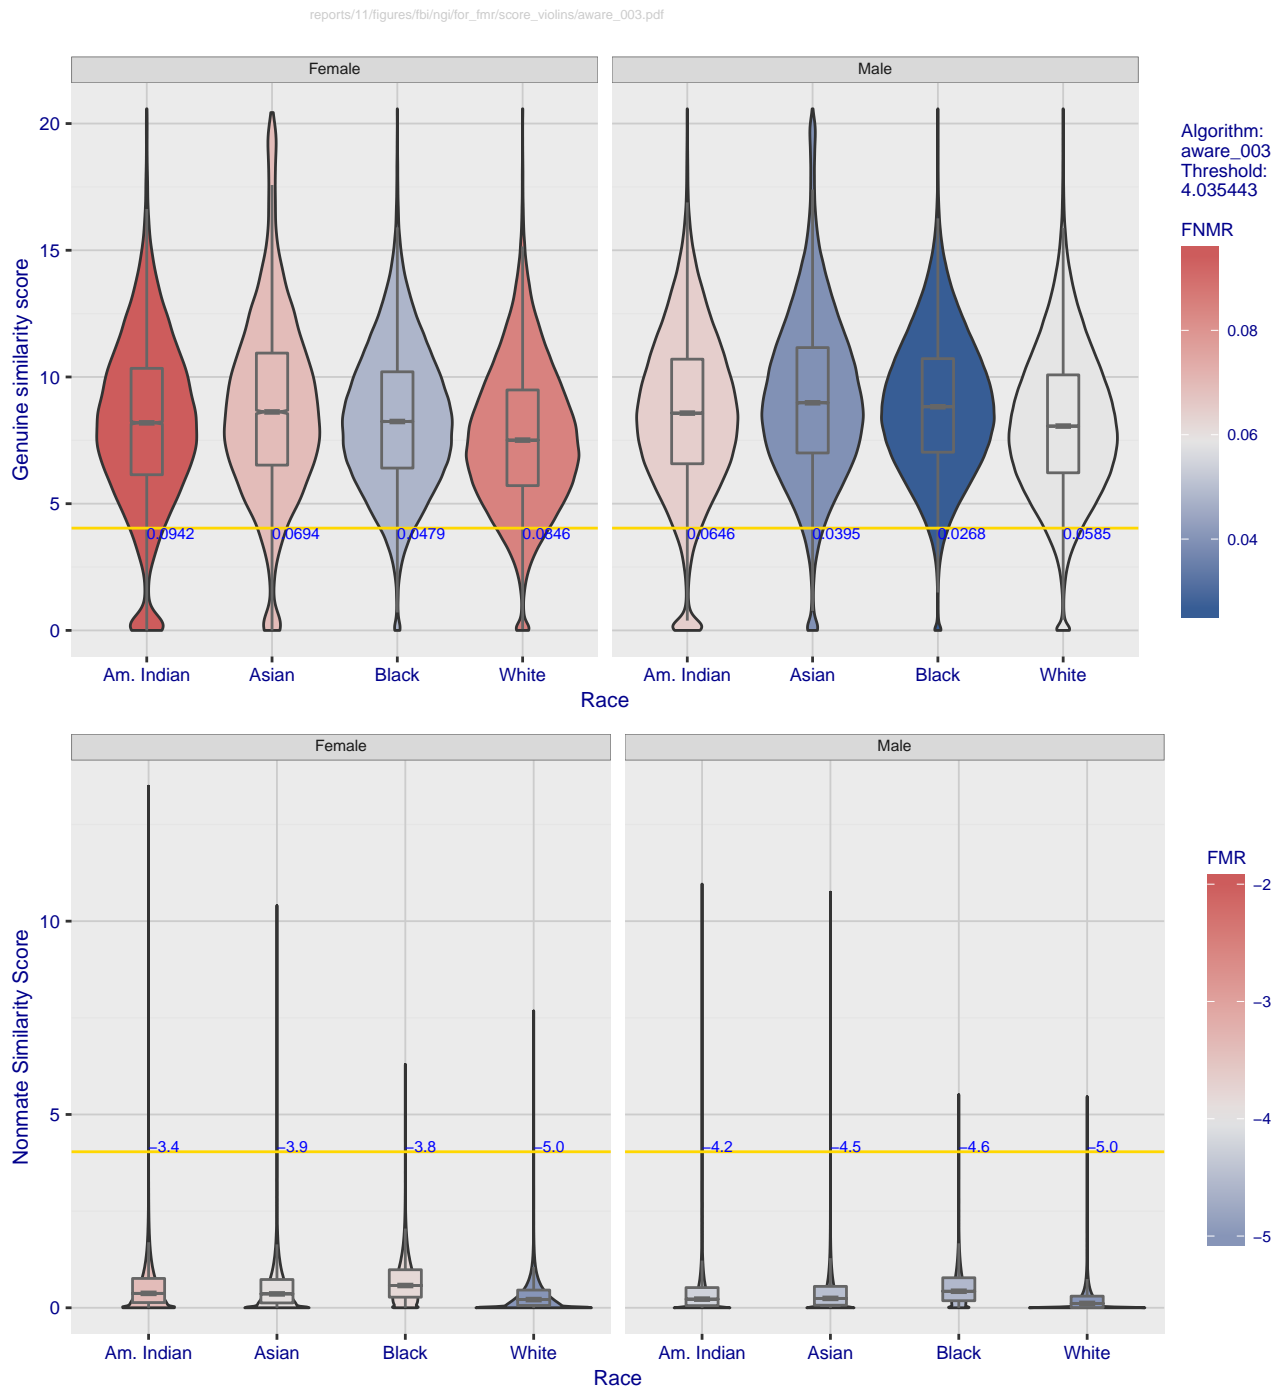 reports/11/figures/fbi/ngi/for_fmr/score_violins/aware_003.pdf
Female Male
Genuine similarity score
20
15
10
5
0
0.0942 0.0694 0.0479 0.0846 0.0646 0.0395 0.0268 0.0585
Am. Indian Asian Black White Am. Indian Asian Black White
Race
Algorithm:
aware_003
Threshold:
4.035443
FNMR
0.08
0.06
0.04
Female Male
Nonmate Similarity Score
10
5
0
−3.4 −3.9 −3.8 −5.0 −4.2 −4.5 −4.6 −5.0
Am. Indian Asian Black White Am. Indian Asian Black White
Race
FMR
−2
−3
−4
−5